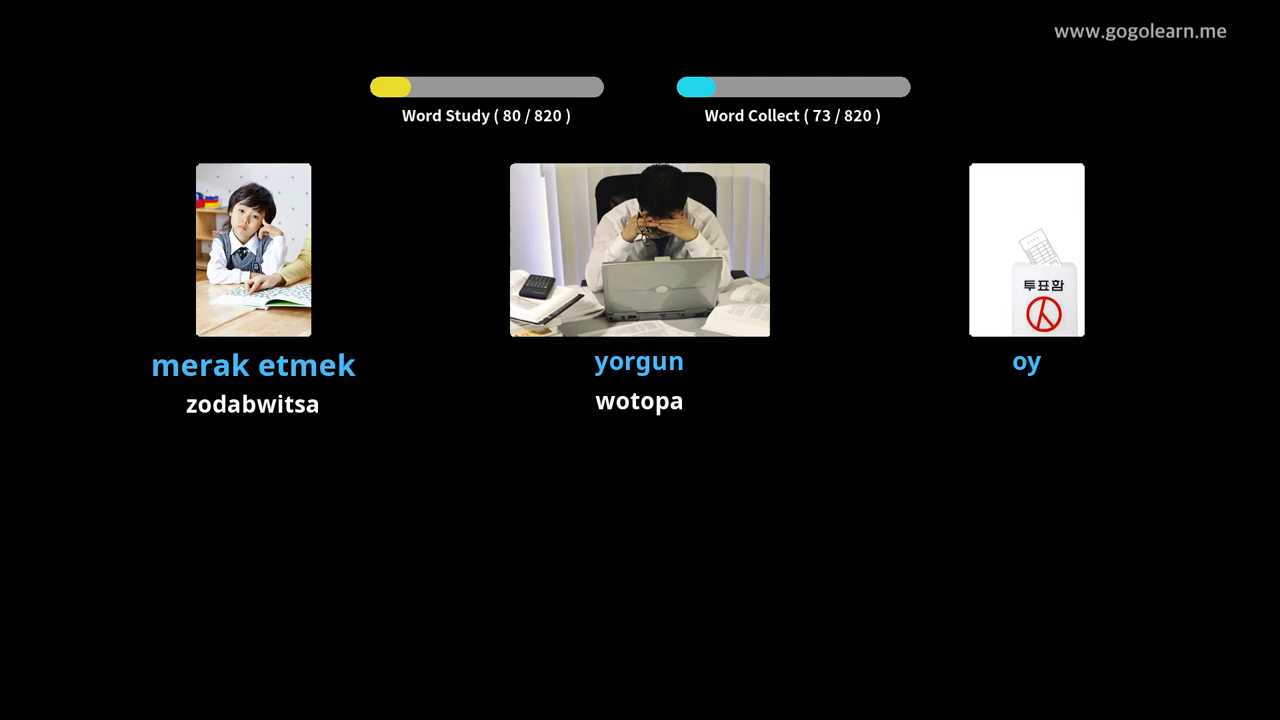 www.gogolearn.me
Word Study ( 80 / 820 )
Word Collect ( 73 / 820 )
투표함
merak etmek
zodabwitsa
yorgun
wotopa
oy